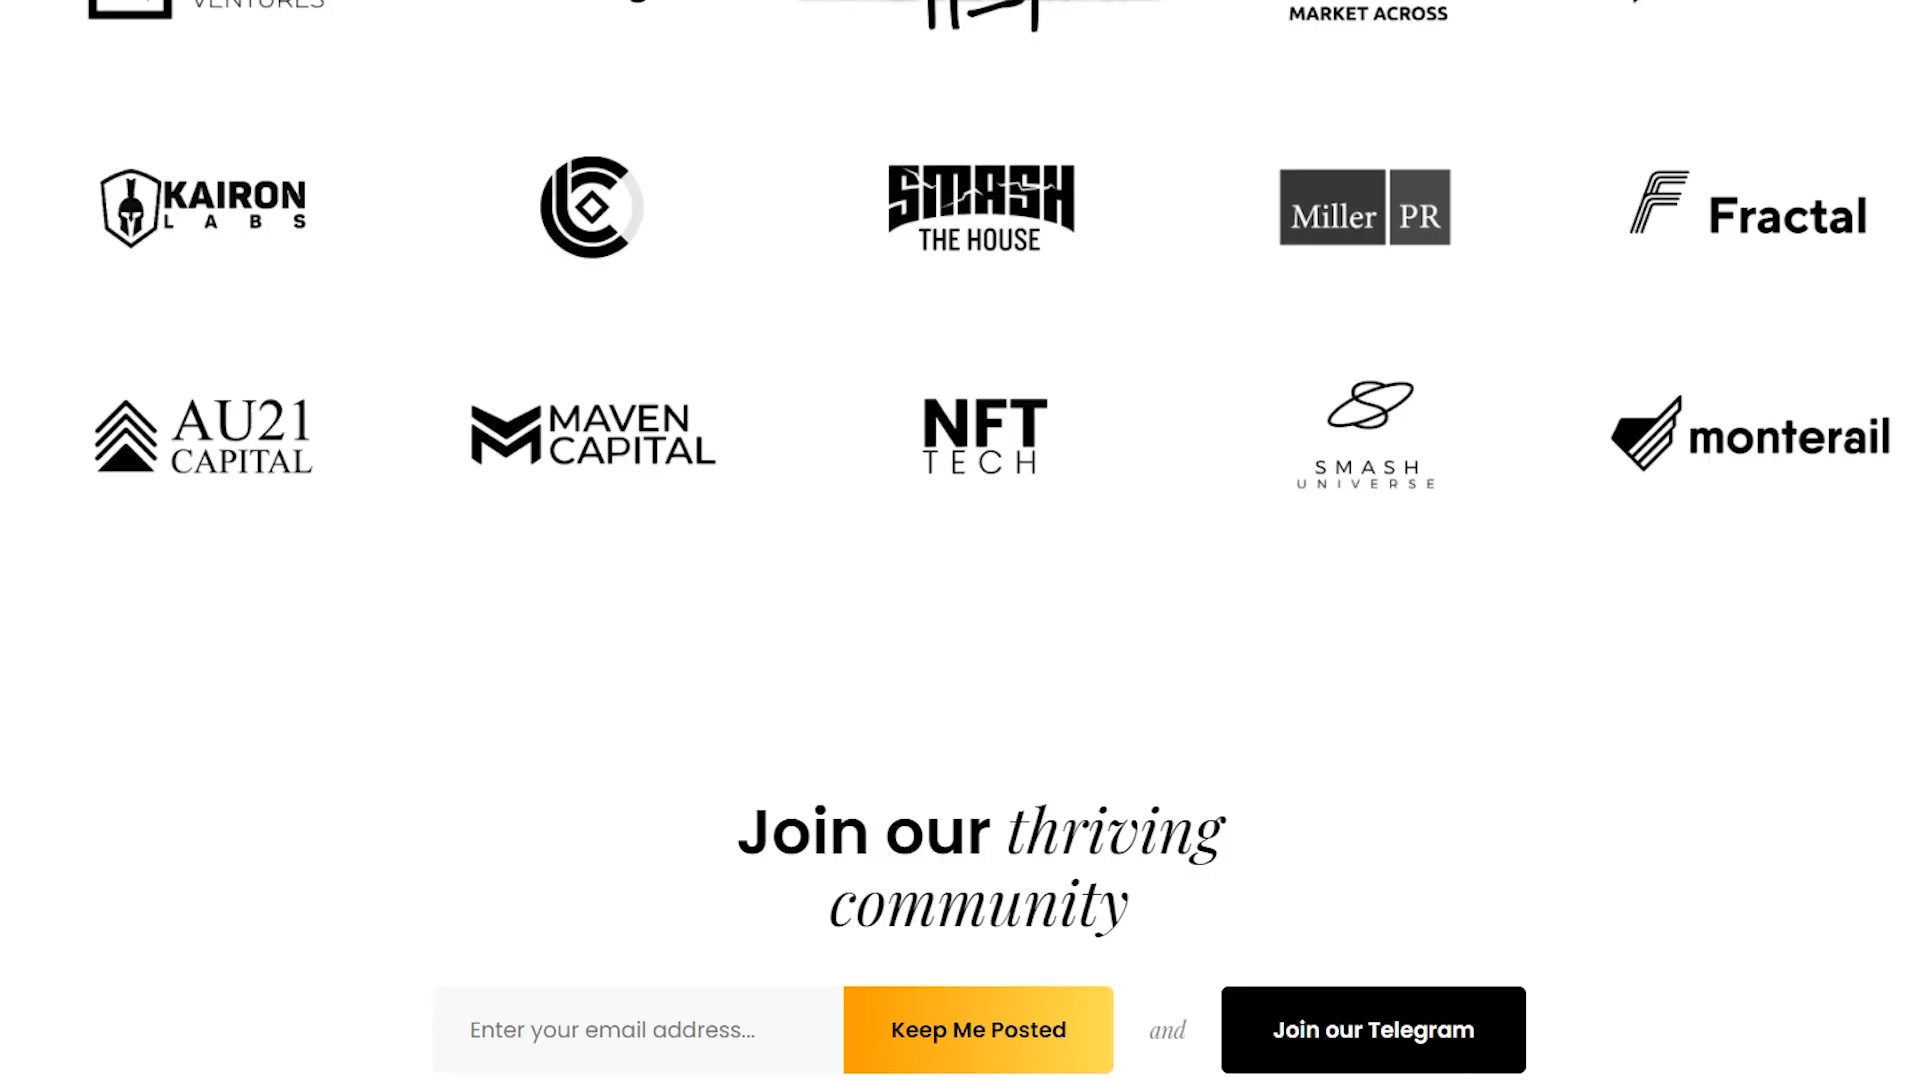 VENTURES
MARKET ACROSS
KAIRON
LABS
SMASH
THE HOUSE
Miller PR
Fractal
AU21
CAPITAL
MAVEN
CAPITAL
NFT
TECH
SMASH
UNIVERSE
monterail
Join our thriving
community
Enter your email address...
Keep Me Posted
and
Join our Telegram